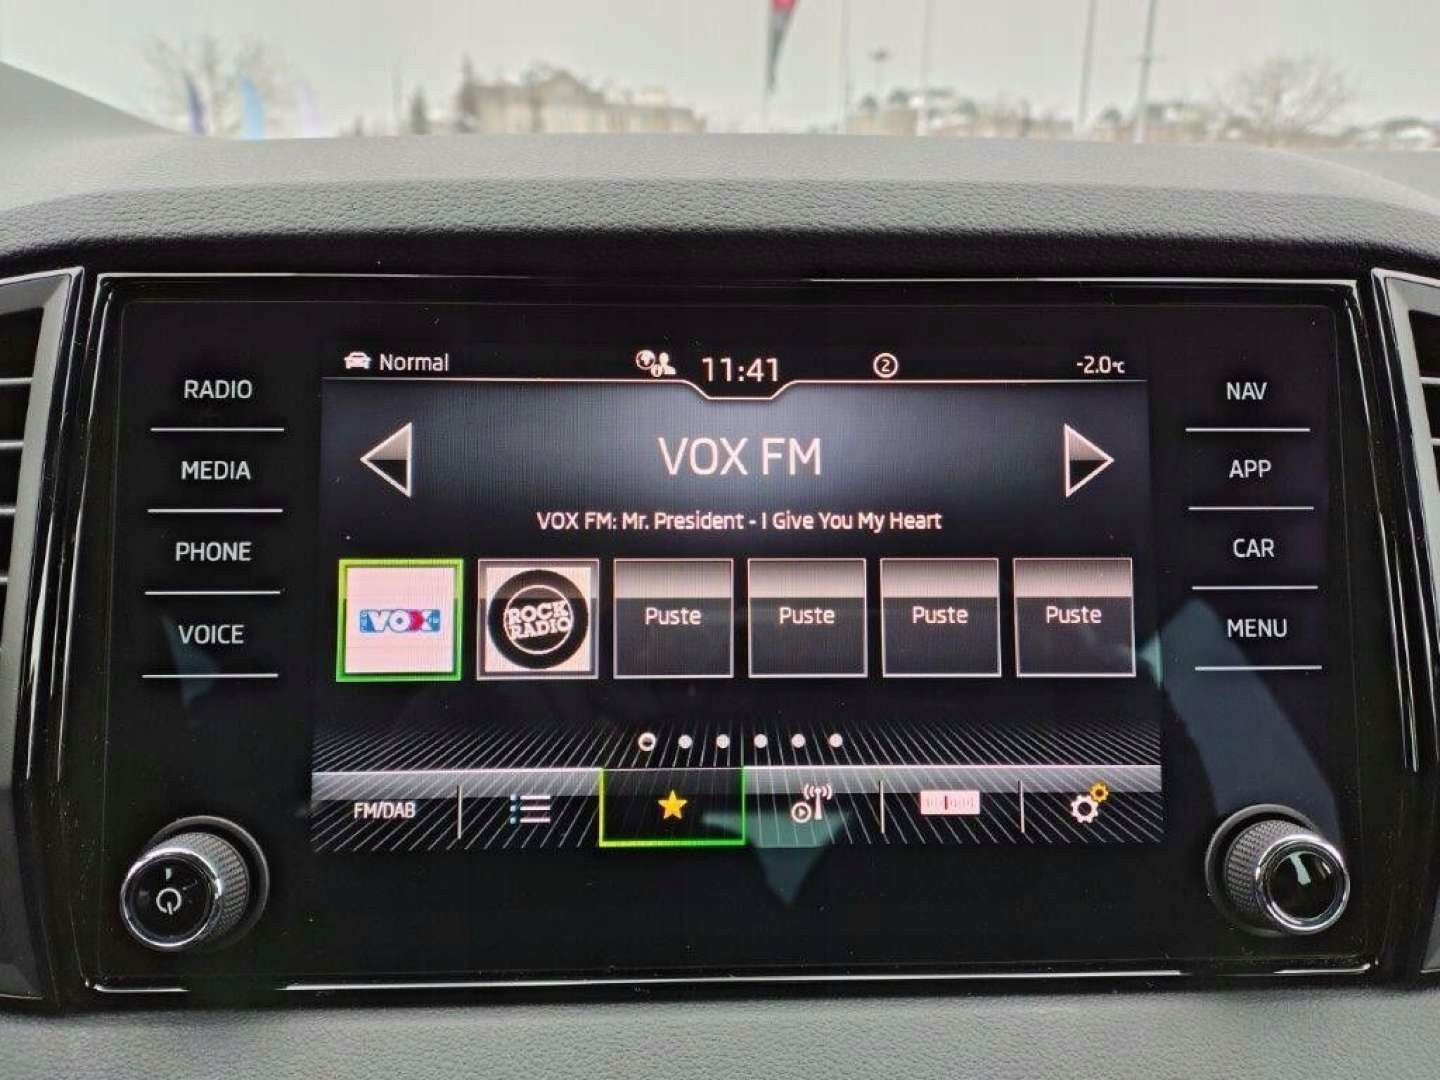 Normal
11:41
2
-2.0°C
RADIO
MEDIA
PHONE
VOICE
NAV
APP
CAR
MENU
VOX FM
VOX FM: Mr. President - I Give You My Heart
VOX
ROCK RADIO
Puste
Puste
Puste
Puste
FM/DAB